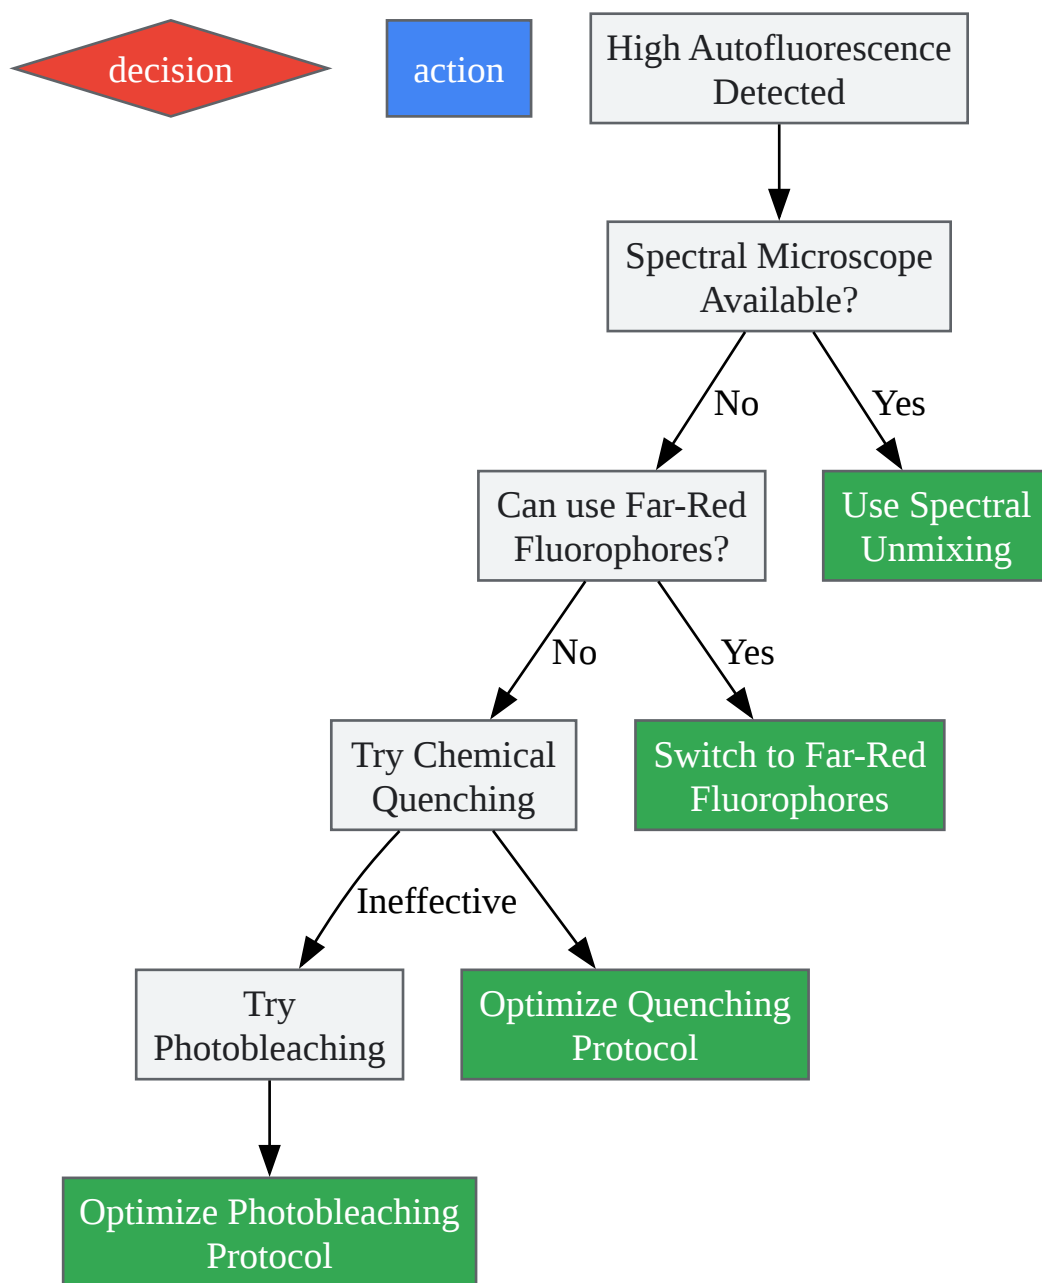 decision
action
High Autofluorescence
Detected
Spectral Microscope
Available?
No
Yes
Can use Far-Red
Fluorophores?
Use Spectral
Unmixing
No
Yes
Try Chemical
Quenching
Switch to Far-Red
Fluorophores
Ineffective
Try
Photobleaching
Optimize Quenching
Protocol
Optimize Photobleaching
Protocol